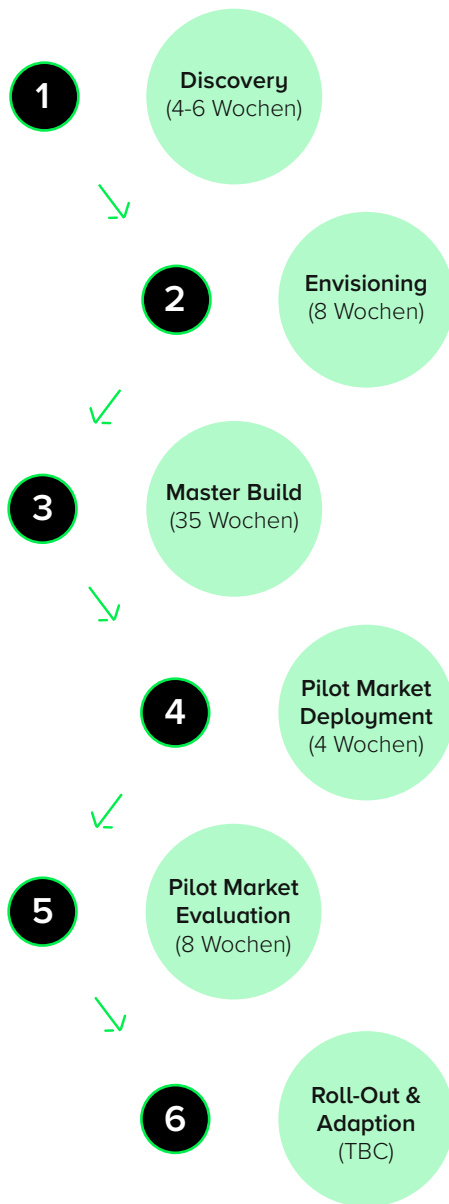 1
Discovery
(4-6 Wochen)
2
Envisioning
(8 Wochen)
3
Master Build
(35 Wochen)
4
Pilot Market
Deployment
(4 Wochen)
5
Pilot Market
Evaluation
(8 Wochen)
6
Roll-Out &
Adaption
(TBC)